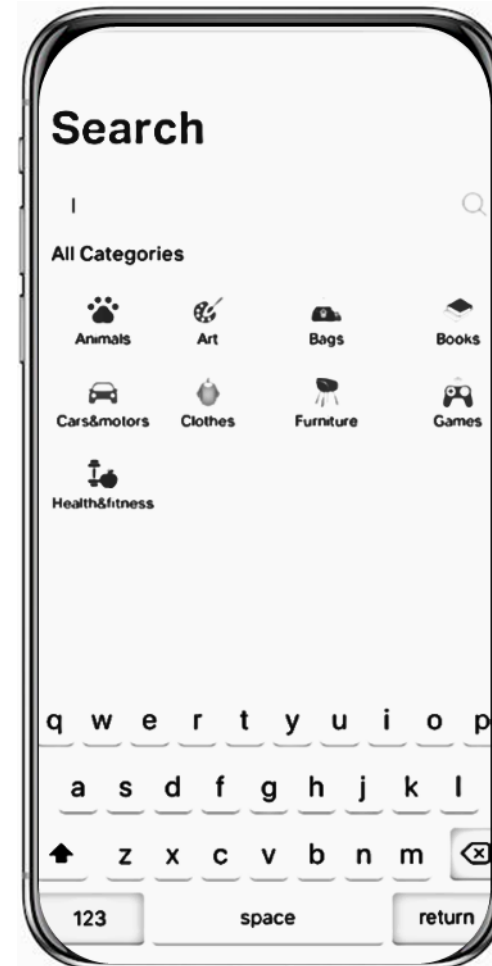 Search
All Categories
Animals Art Bags Books
Cars&motors Clothes Furniture Games
Health&fitness
q w e r t y u i o p
a s d f g h j k l
z x c v b n m
123 space return